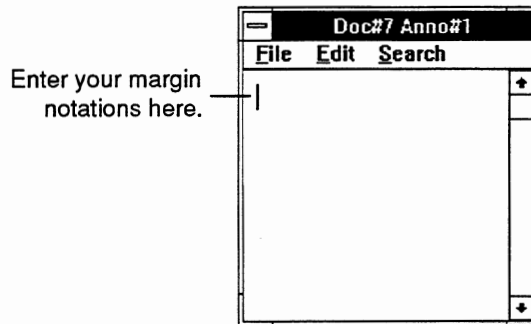 Doc#7 Anno#1
File Edit Search
Enter your margin
notations here.